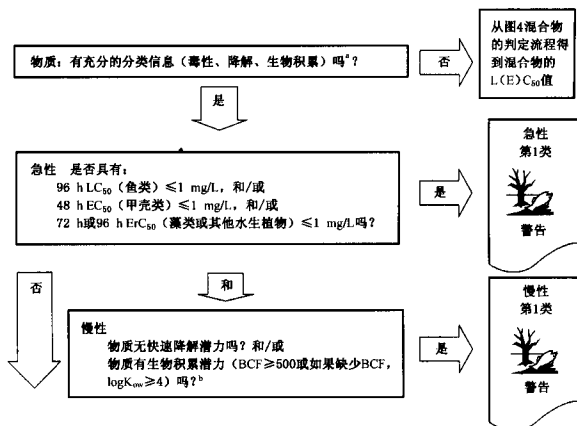 物质：有充分的分类信息（毒性、降解、生物积累）吗ᵃ？
否
从图4混合物
的判定流程得
到混合物的
L(E)C₅₀值
是
急性 是否具有：
96 h LC₅₀（鱼类）≤1 mg/L，和/或
48 h EC₅₀（甲壳类）≤1 mg/L，和/或
72 h或96 h ErC₅₀（藻类或其他水生植物）≤1 mg/L吗？
是
急性
第1类
警告
否
和
慢性
物质无快速降解潜力吗？和/或
物质有生物积累潜力（BCF≥500或如果缺少BCF，
logKₒw≥4）吗？ᵇ
是
慢性
第1类
警告